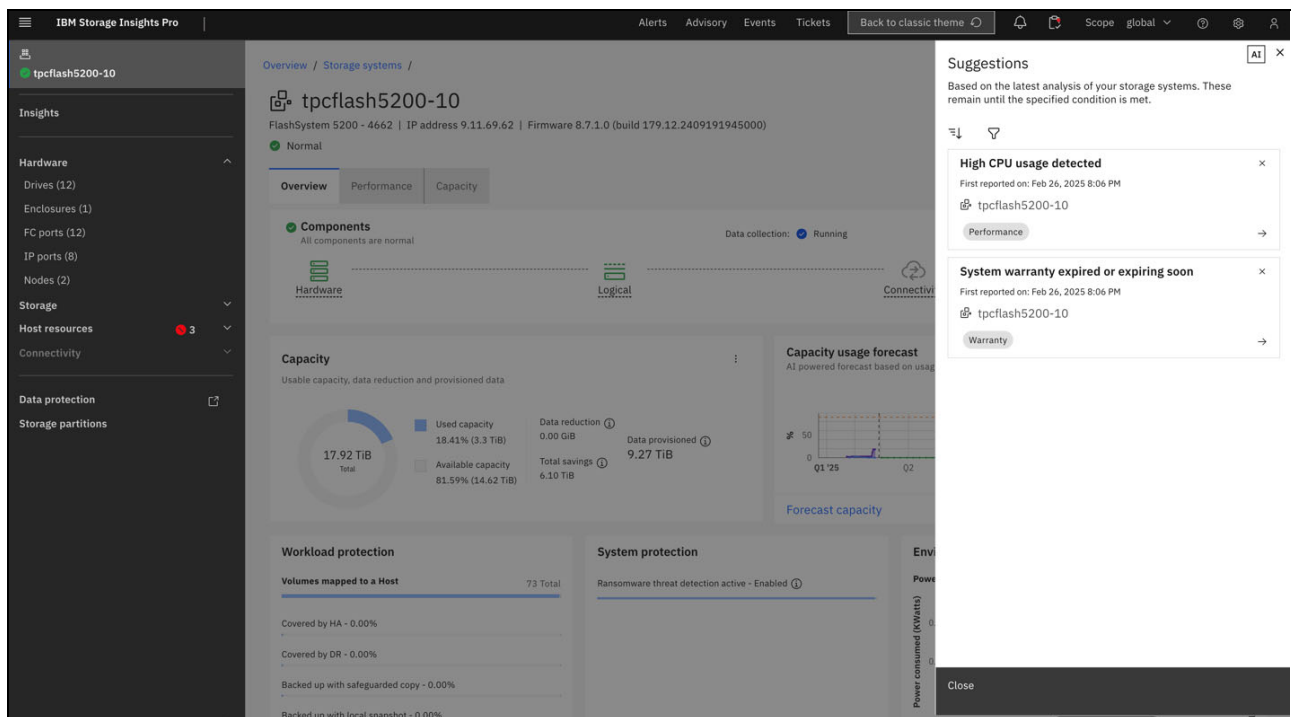 IBM Storage Insights Pro
Alerts Advisory Events Tickets Back to classic theme Scope global
tpcflash5200-10
Insights
Hardware
Drives (12)
Enclosures (1)
FC ports (12)
IP ports (8)
Nodes (2)
Storage
Host resources 3
Connectivity
Data protection
Storage partitions
Overview / Storage systems /
tpcflash5200-10
FlashSystem 5200 - 4662 | IP address 9.11.69.62 | Firmware 8.7.1.0 (build 179.12.2409191945000)
Normal
Overview Performance Capacity
Components
All components are normal
Data collection: Running
Hardware Logical Connectivi
Capacity
Usable capacity, data reduction and provisioned data
17.92 TiB
Total
Used capacity
18.41% (3.3 TiB)
Available capacity
81.59% (14.62 TiB)
Data reduction
0.00 GiB
Total savings
6.10 TiB
Data provisioned
9.27 TiB
Capacity usage forecast
AI powered forecast based on usag
%
50
0
Q1 '25 Q2
Forecast capacity
Workload protection
Volumes mapped to a Host 73 Total
Covered by HA - 0.00%
Covered by DR - 0.00%
Backed up with safeguarded copy - 0.00%
Backed up with local snapshot - 0.00%
System protection
Ransomware threat detection active - Enabled
Envi
Powe
Power consumed (KWatts)
0.
0.
AI
Suggestions
Based on the latest analysis of your storage systems. These
remain until the specified condition is met.
High CPU usage detected
First reported on: Feb 26, 2025 8:06 PM
tpcflash5200-10
Performance
System warranty expired or expiring soon
First reported on: Feb 26, 2025 8:06 PM
tpcflash5200-10
Warranty
Close